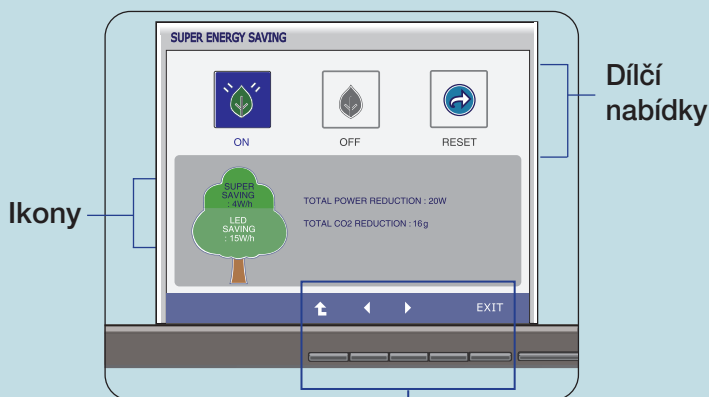 SUPER ENERGY SAVING
ON
OFF
RESET
Dílčí
nabídky
Ikony
SUPER
SAVING
: 4W/h
LED
SAVING
: 15W/h
TOTAL POWER REDUCTION : 20W
TOTAL CO2 REDUCTION : 16g
EXIT